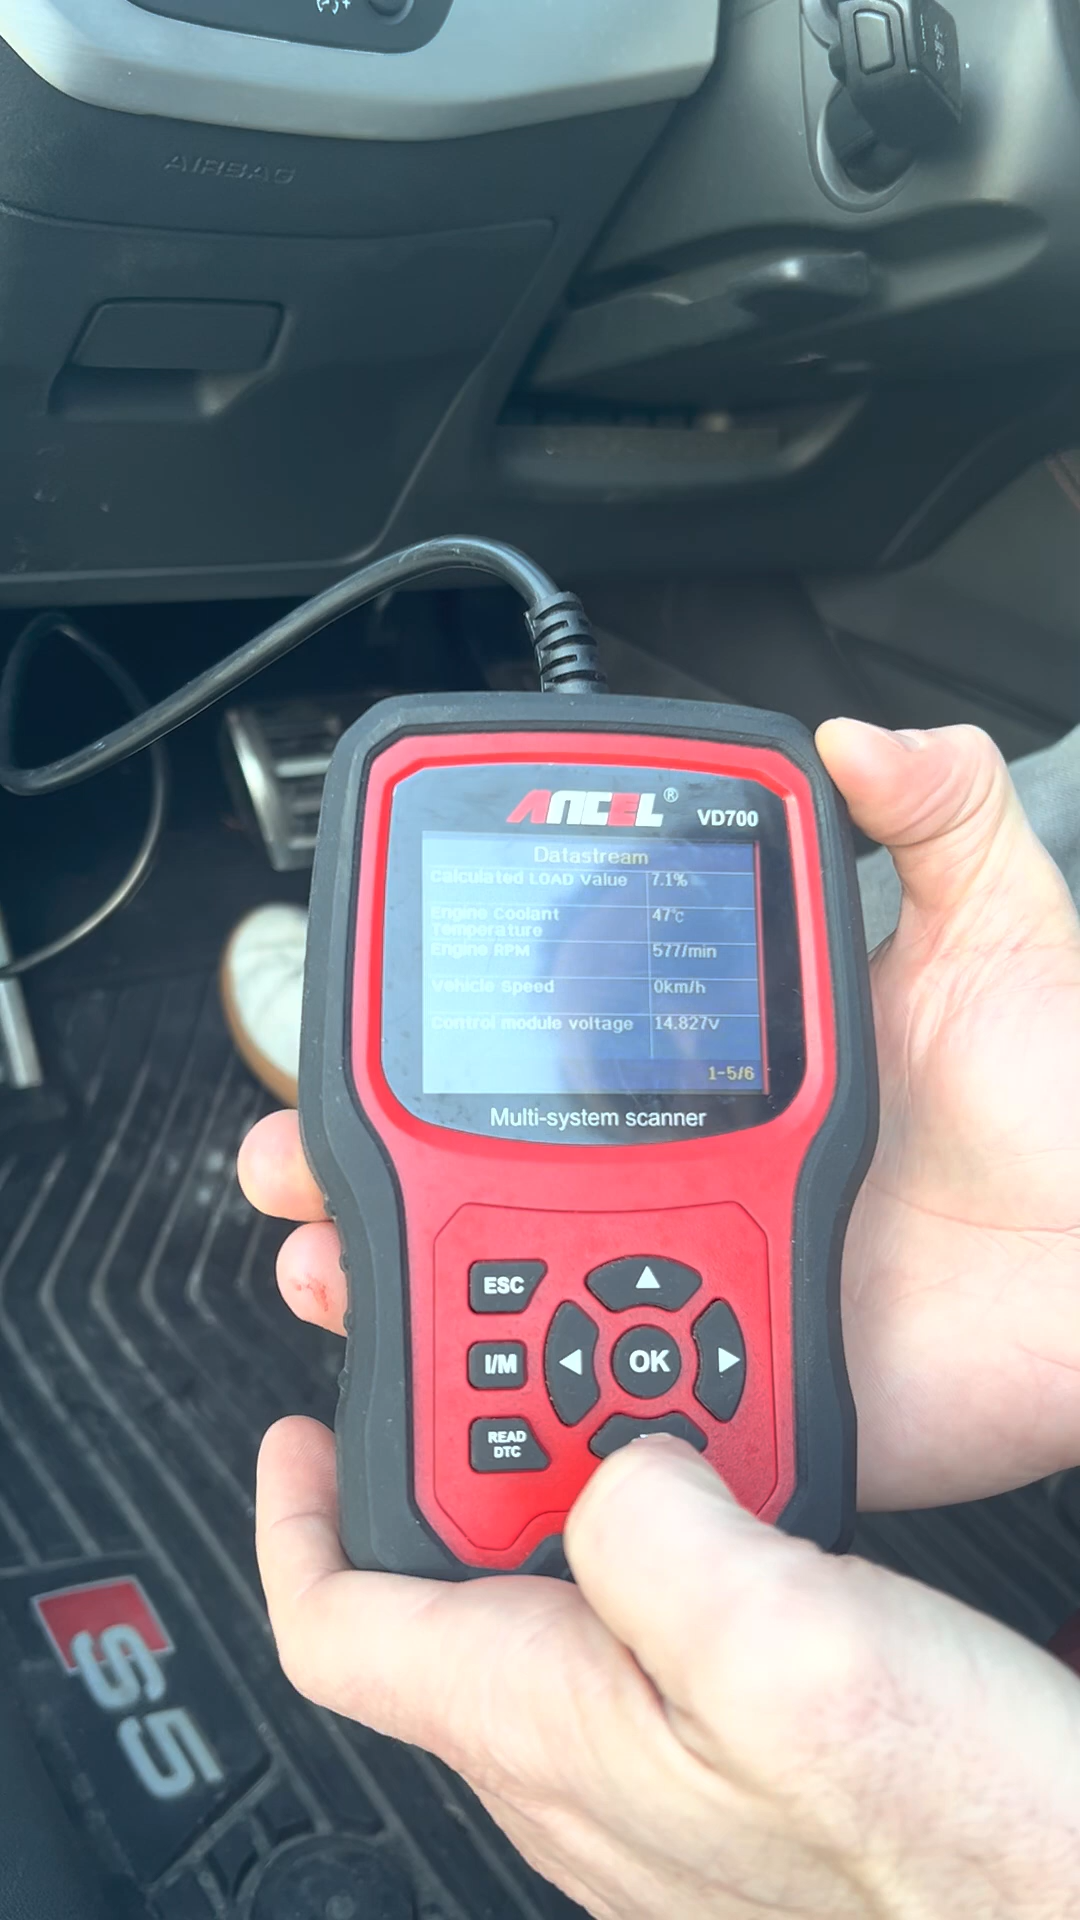 AIRBAG
ANCEL ®
VD700
Datastream
Calculated LOAD Value 7.1%
Engine Coolant 47℃
Temperature
Engine RPM 577/min
Vehicle Speed 0km/h
Control module voltage 14.827V
1-5/6
Multi-system scanner
ESC
I/M
OK
READ
DTC
S5